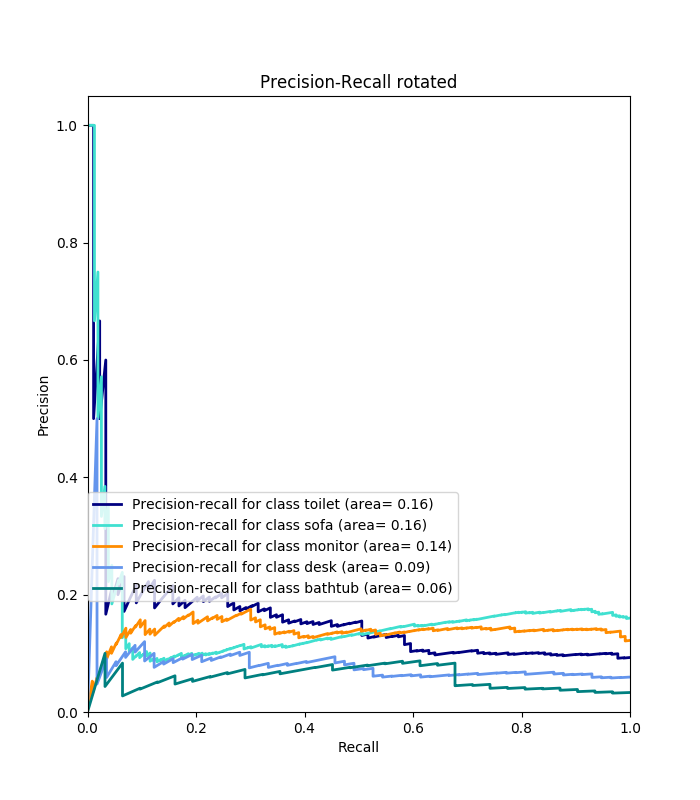 Precision-Recall rotated
1.0
0.8
0.6
0.4
0.2
0.0
Precision
Precision-recall for class toilet (area= 0.16)
Precision-recall for class sofa (area= 0.16)
Precision-recall for class monitor (area= 0.14)
Precision-recall for class desk (area= 0.09)
Precision-recall for class bathtub (area= 0.06)
0.0 0.2 0.4 0.6 0.8 1.0
Recall